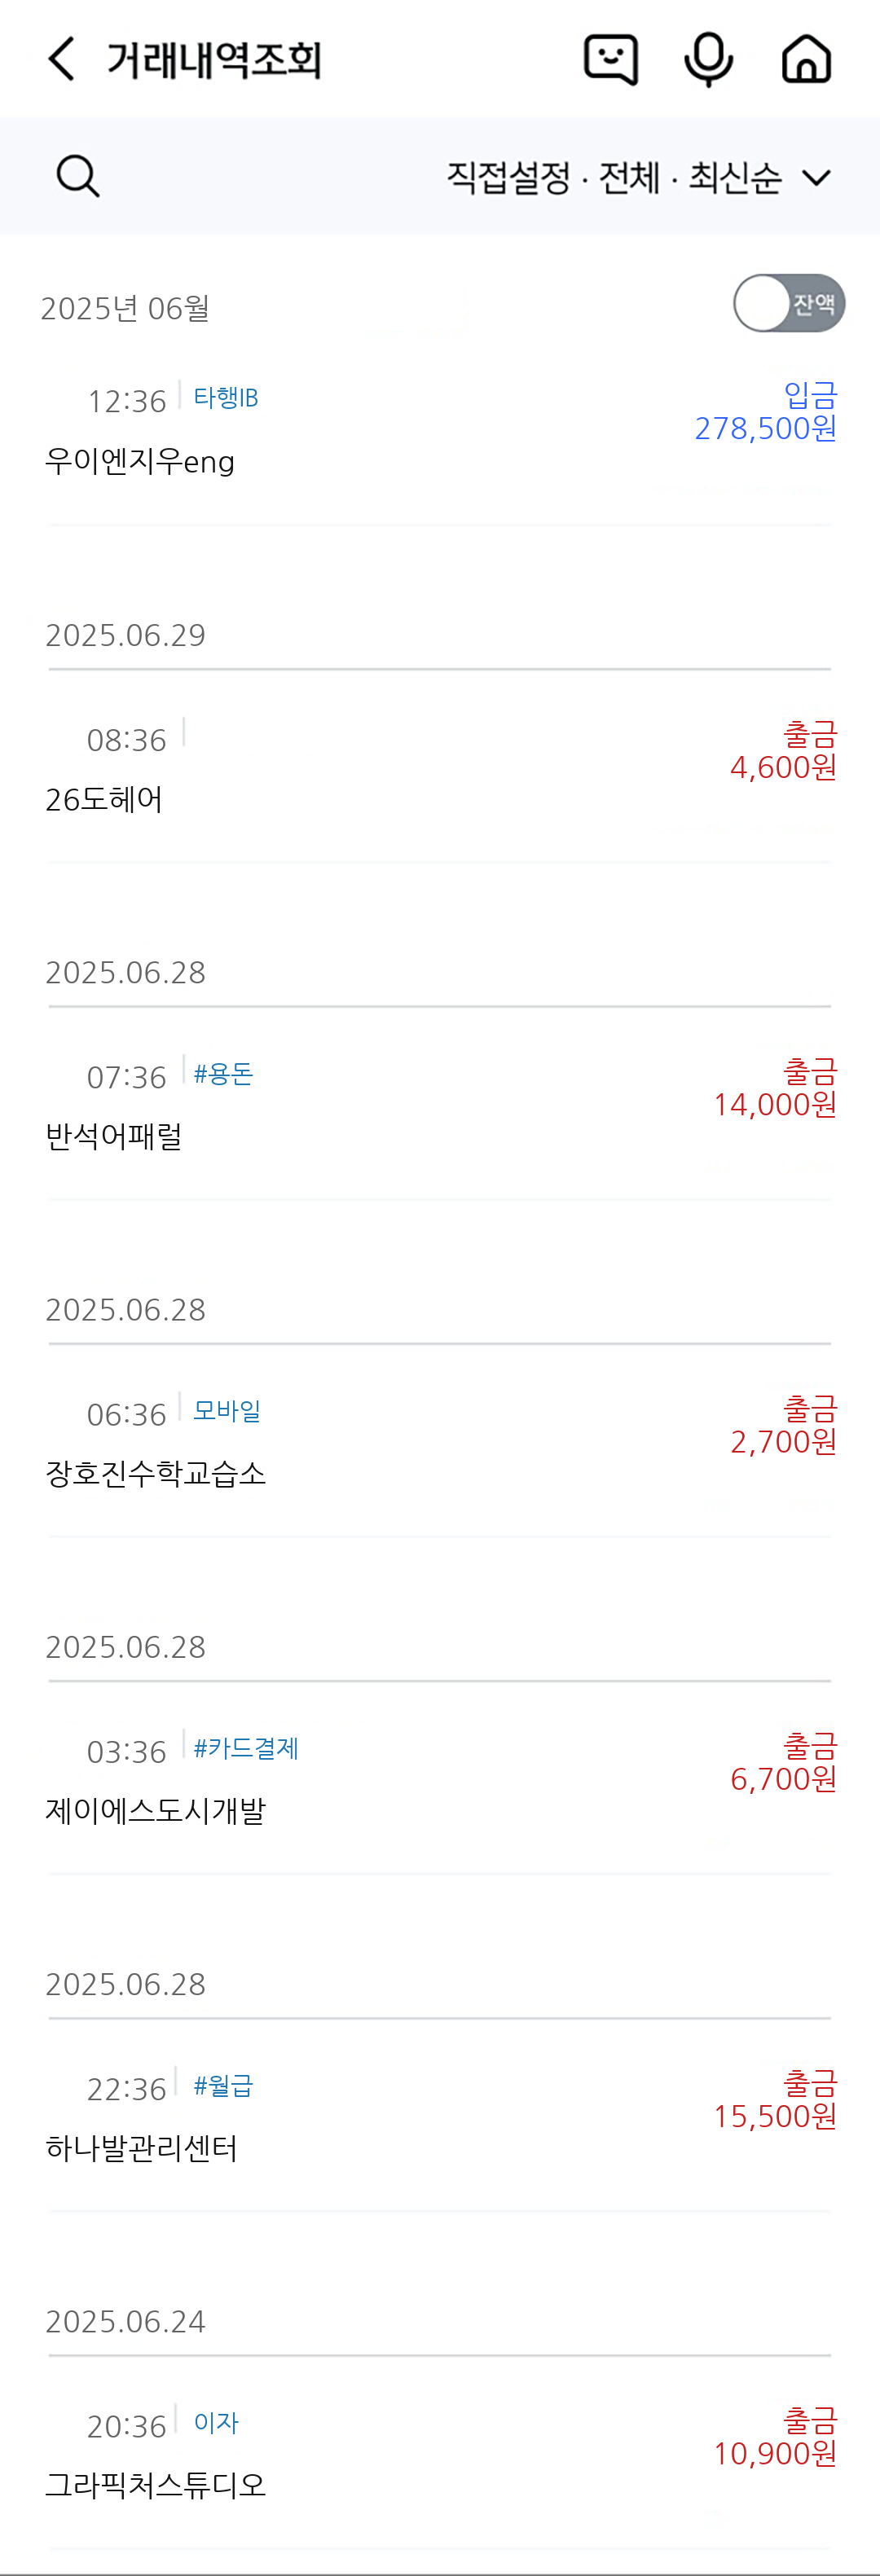 거래내역조회
직접설정 · 전체 · 최신순
2025년 06월
잔액
12:36 타행IB
입금
278,500원
우이엔지우eng
2025.06.29
08:36
출금
4,600원
26도헤어
2025.06.28
07:36 #용돈
출금
14,000원
반석어패럴
2025.06.28
06:36 모바일
출금
2,700원
장호진수학교습소
2025.06.28
03:36 #카드결제
출금
6,700원
제이에스도시개발
2025.06.28
22:36 #월급
출금
15,500원
하나발관리센터
2025.06.24
20:36 이자
출금
10,900원
그라픽처스튜디오